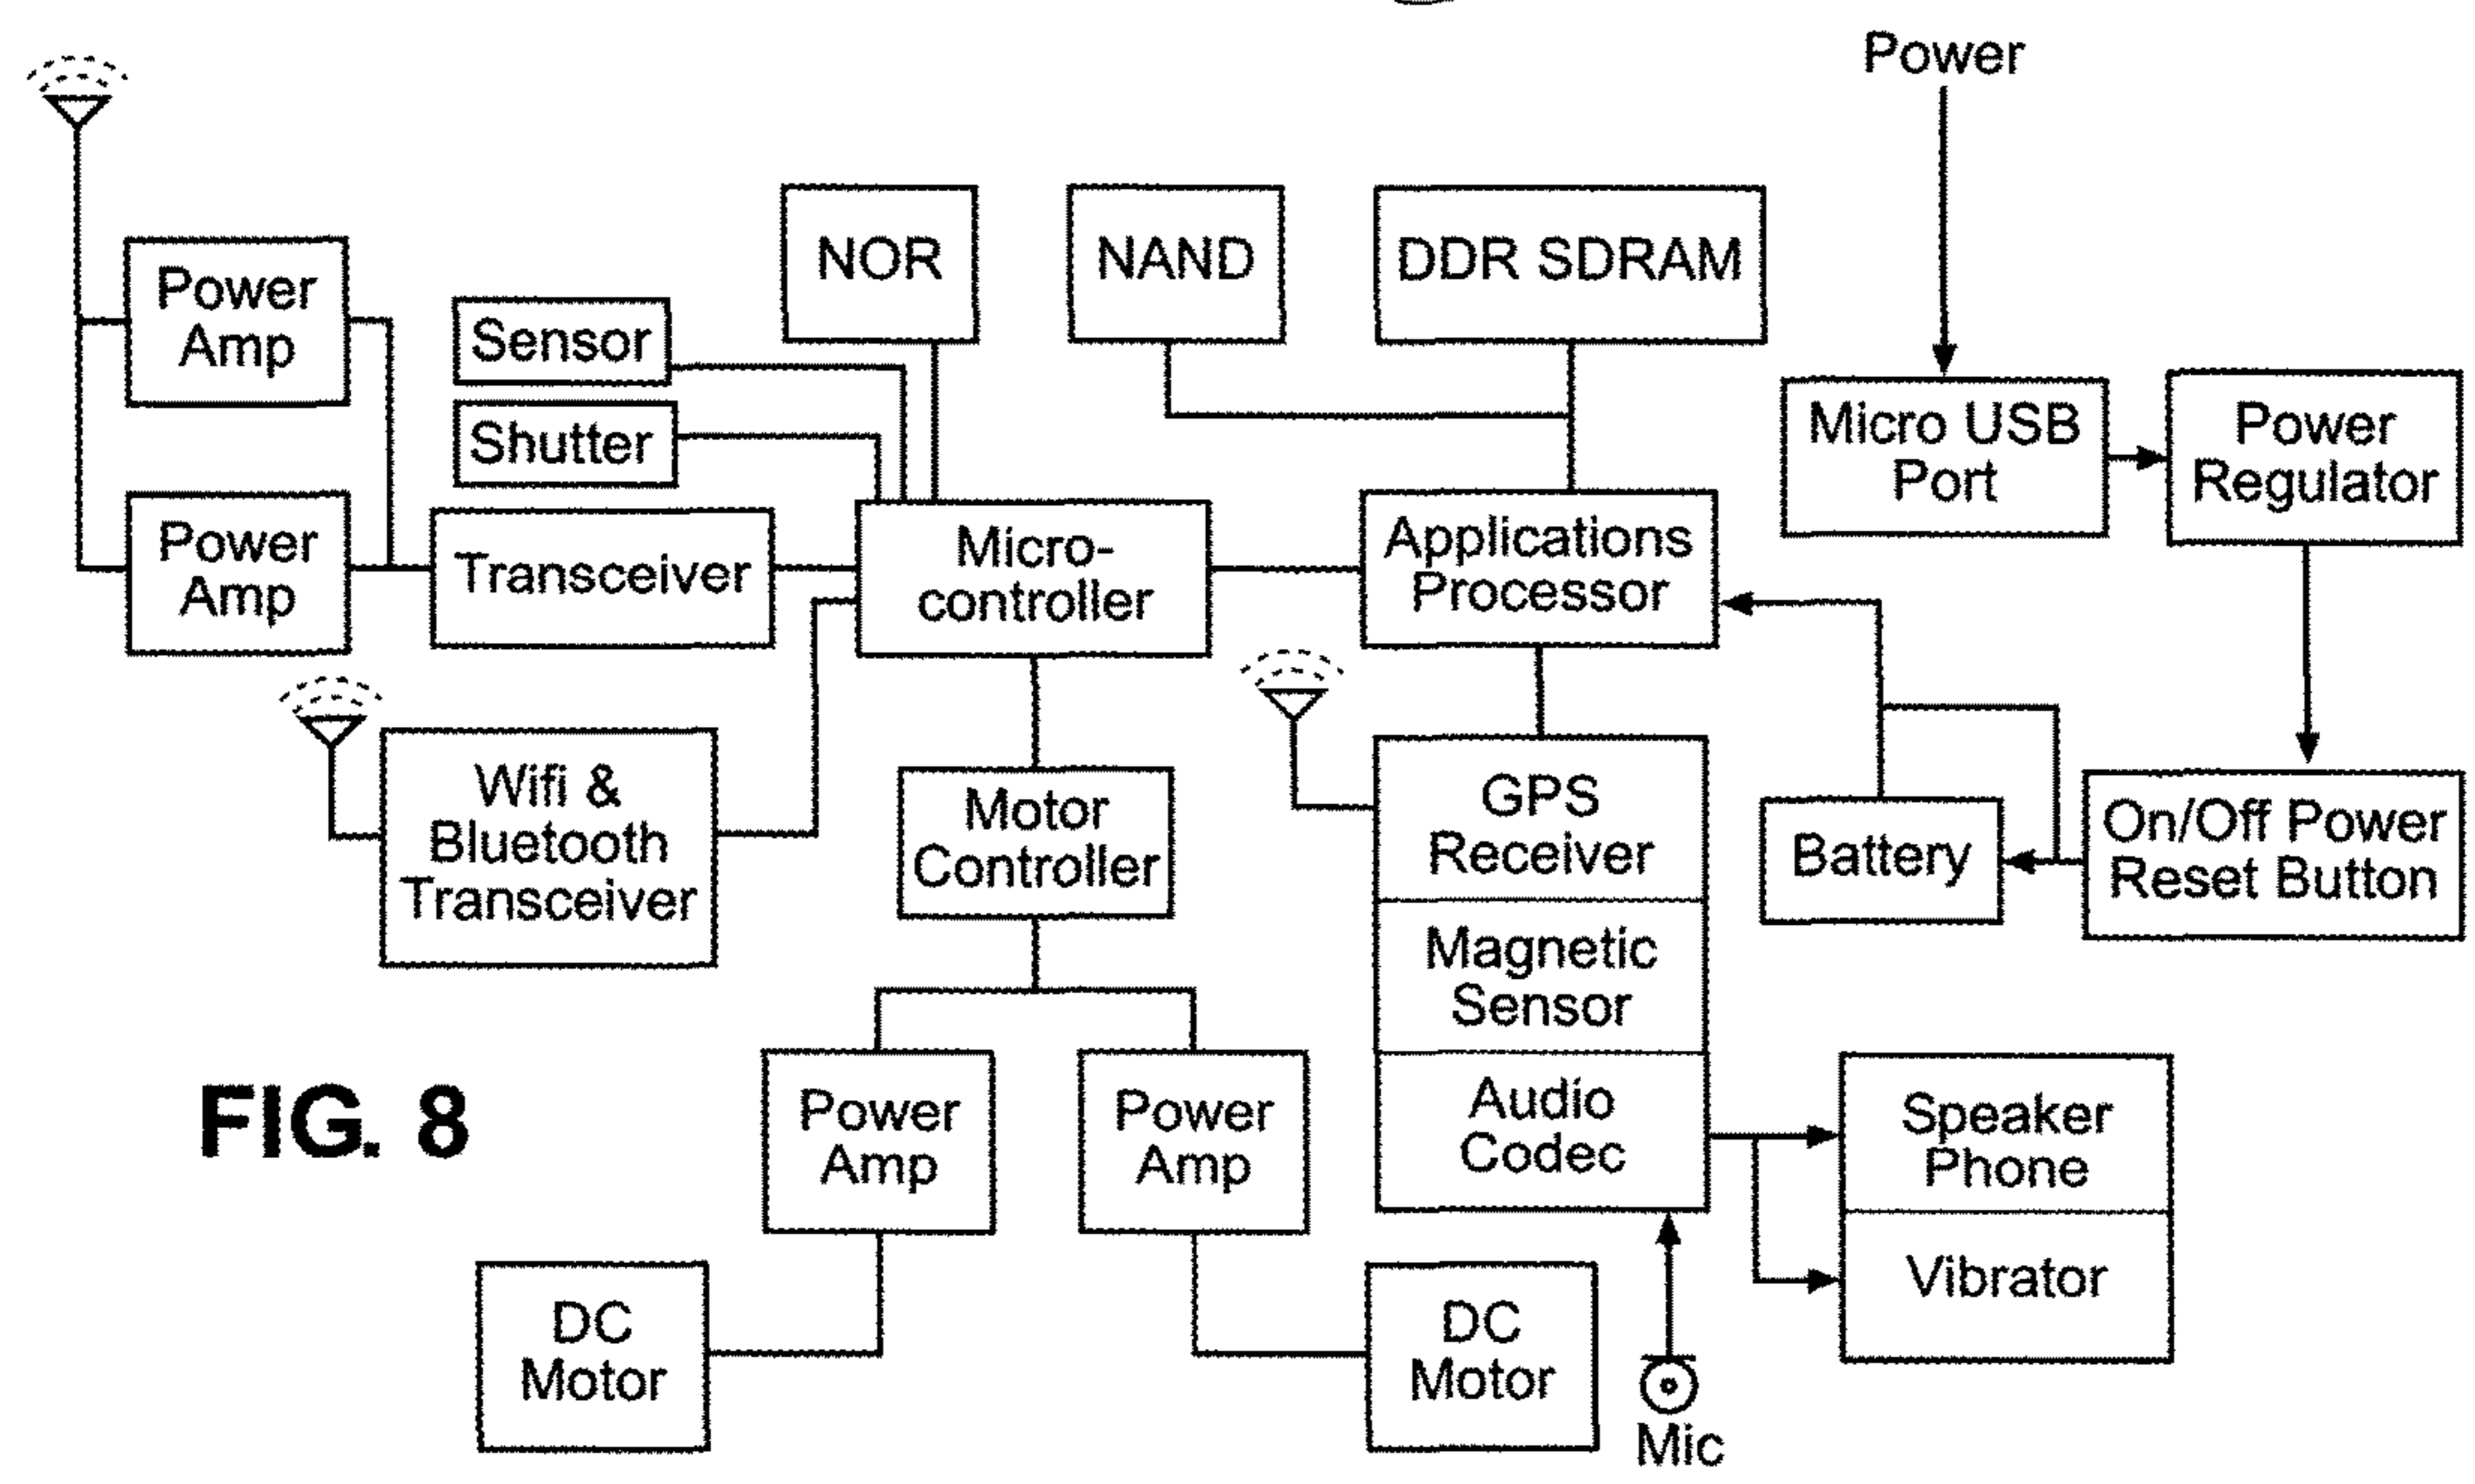 Power
Power
Amp
Sensor
Shutter
NOR
NAND
DDR SDRAM
Micro USB
Port
Power
Regulator
Power
Amp
Transceiver
Micro-
controller
Applications
Processor
Wifi &
Bluetooth
Transceiver
Motor
Controller
GPS
Receiver
Battery
On/Off Power
Reset Button
Magnetic
Sensor
FIG. 8
Power
Amp
Power
Amp
Audio
Codec
Speaker
Phone
Vibrator
DC
Motor
DC
Motor
Mic